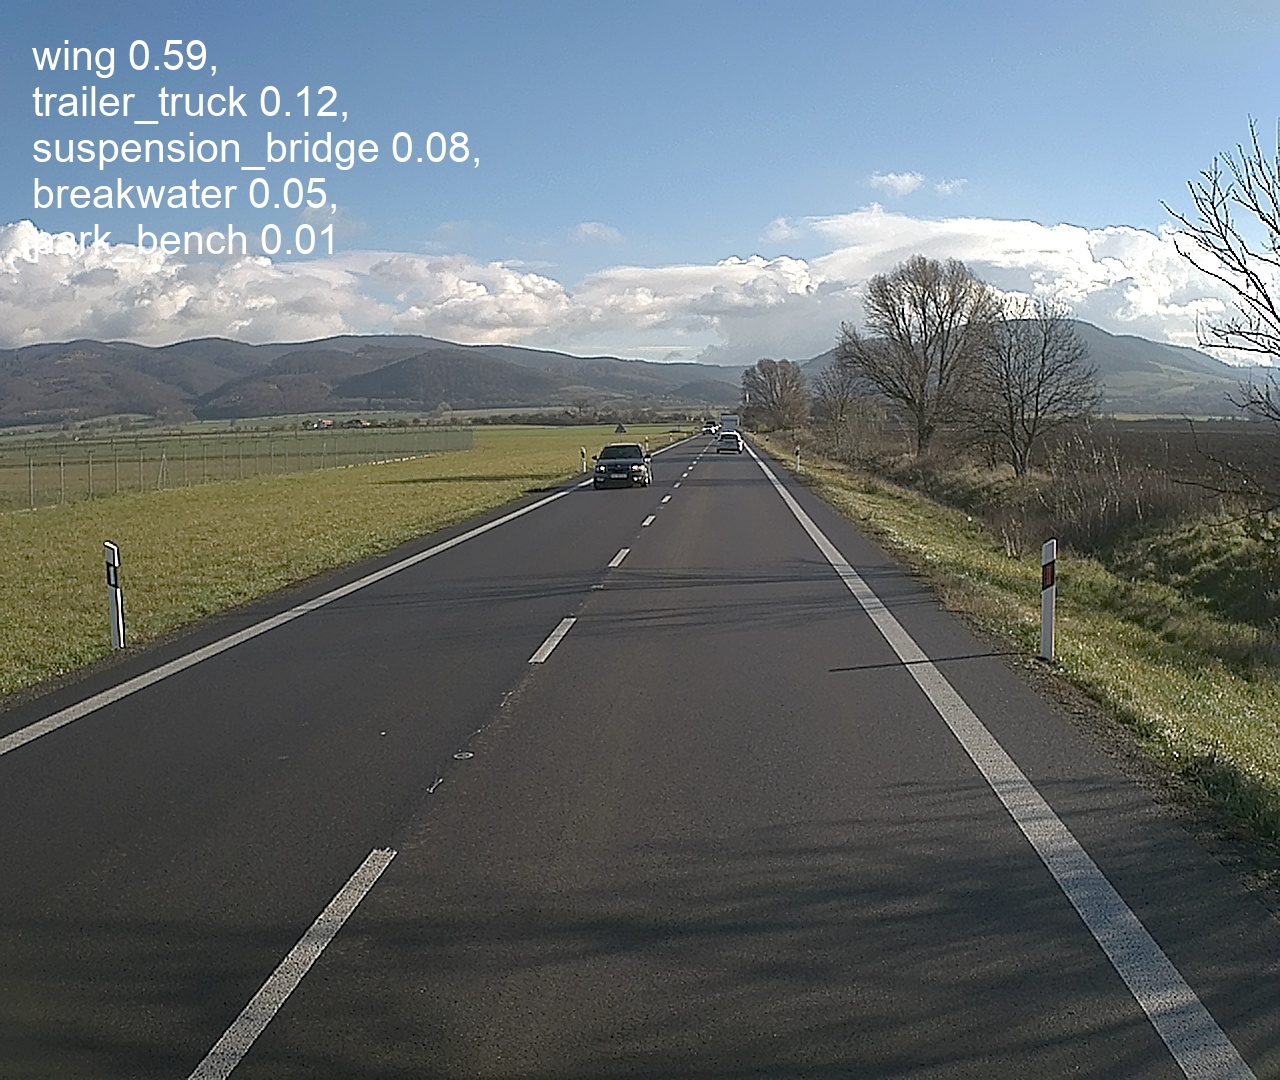 wing 0.59,
trailer_truck 0.12,
suspension_bridge 0.08,
breakwater 0.05,
park_bench 0.01